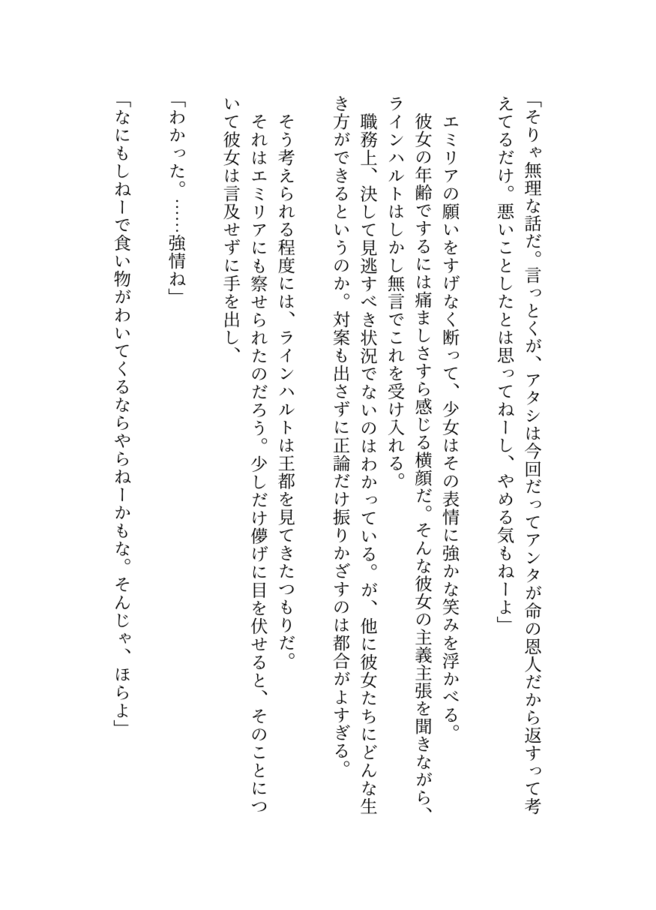 「そりゃ無理な話だ。言っとくが、アタシは今回だってアンタが命の恩人だから返すって考
えてるだけ。悪いことしたとは思ってねーし、やめる気もねーよ」
エミリアの願いをすげなく断って、少女はその表情に強かな笑みを浮かべる。
彼女の年齢でするには痛ましさすら感じる横顔だ。そんな彼女の主義主張を聞きながら、
ラインハルトはしかし無言でこれを受け入れる。
職務上、決して見逃すべき状況でないのはわかっている。が、他に彼女たちにどんな生
き方ができるというのか。対案も出さずに正論だけ振りかざすのは都合がよすぎる。
そう考えられる程度には、ラインハルトは王都を見てきたつもりだ。
それはエミリアにも察せられたのだろう。少しだけ儚げに目を伏せると、そのことにつ
いて彼女は言及せずに手を出し、
「わかった。……強情ね」
「なにもしねーで食い物がわいてくるならやらねーかもな。そんじゃ、ほらよ」